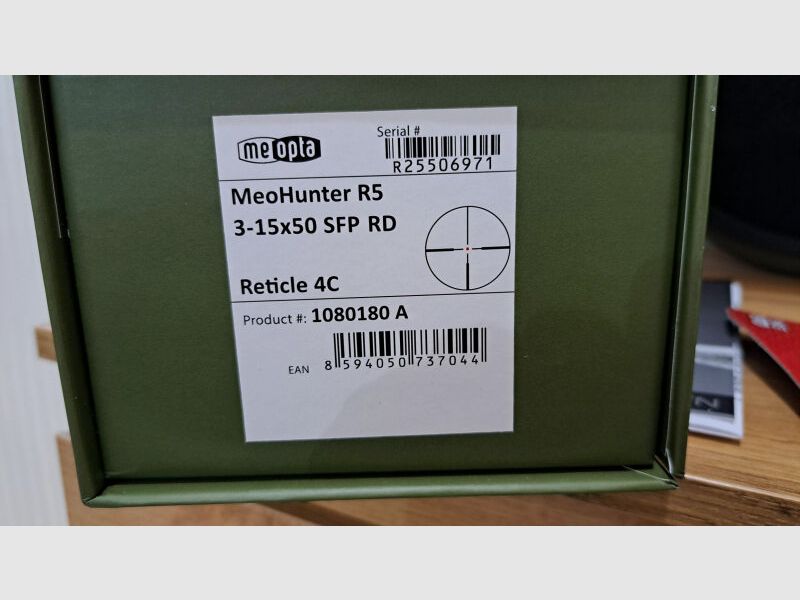 meopta
Serial #
R25506971
MeoHunter R5
3-15x50 SFP RD
Reticle 4C
Product #: 1080180 A
EAN 8 594050 737044